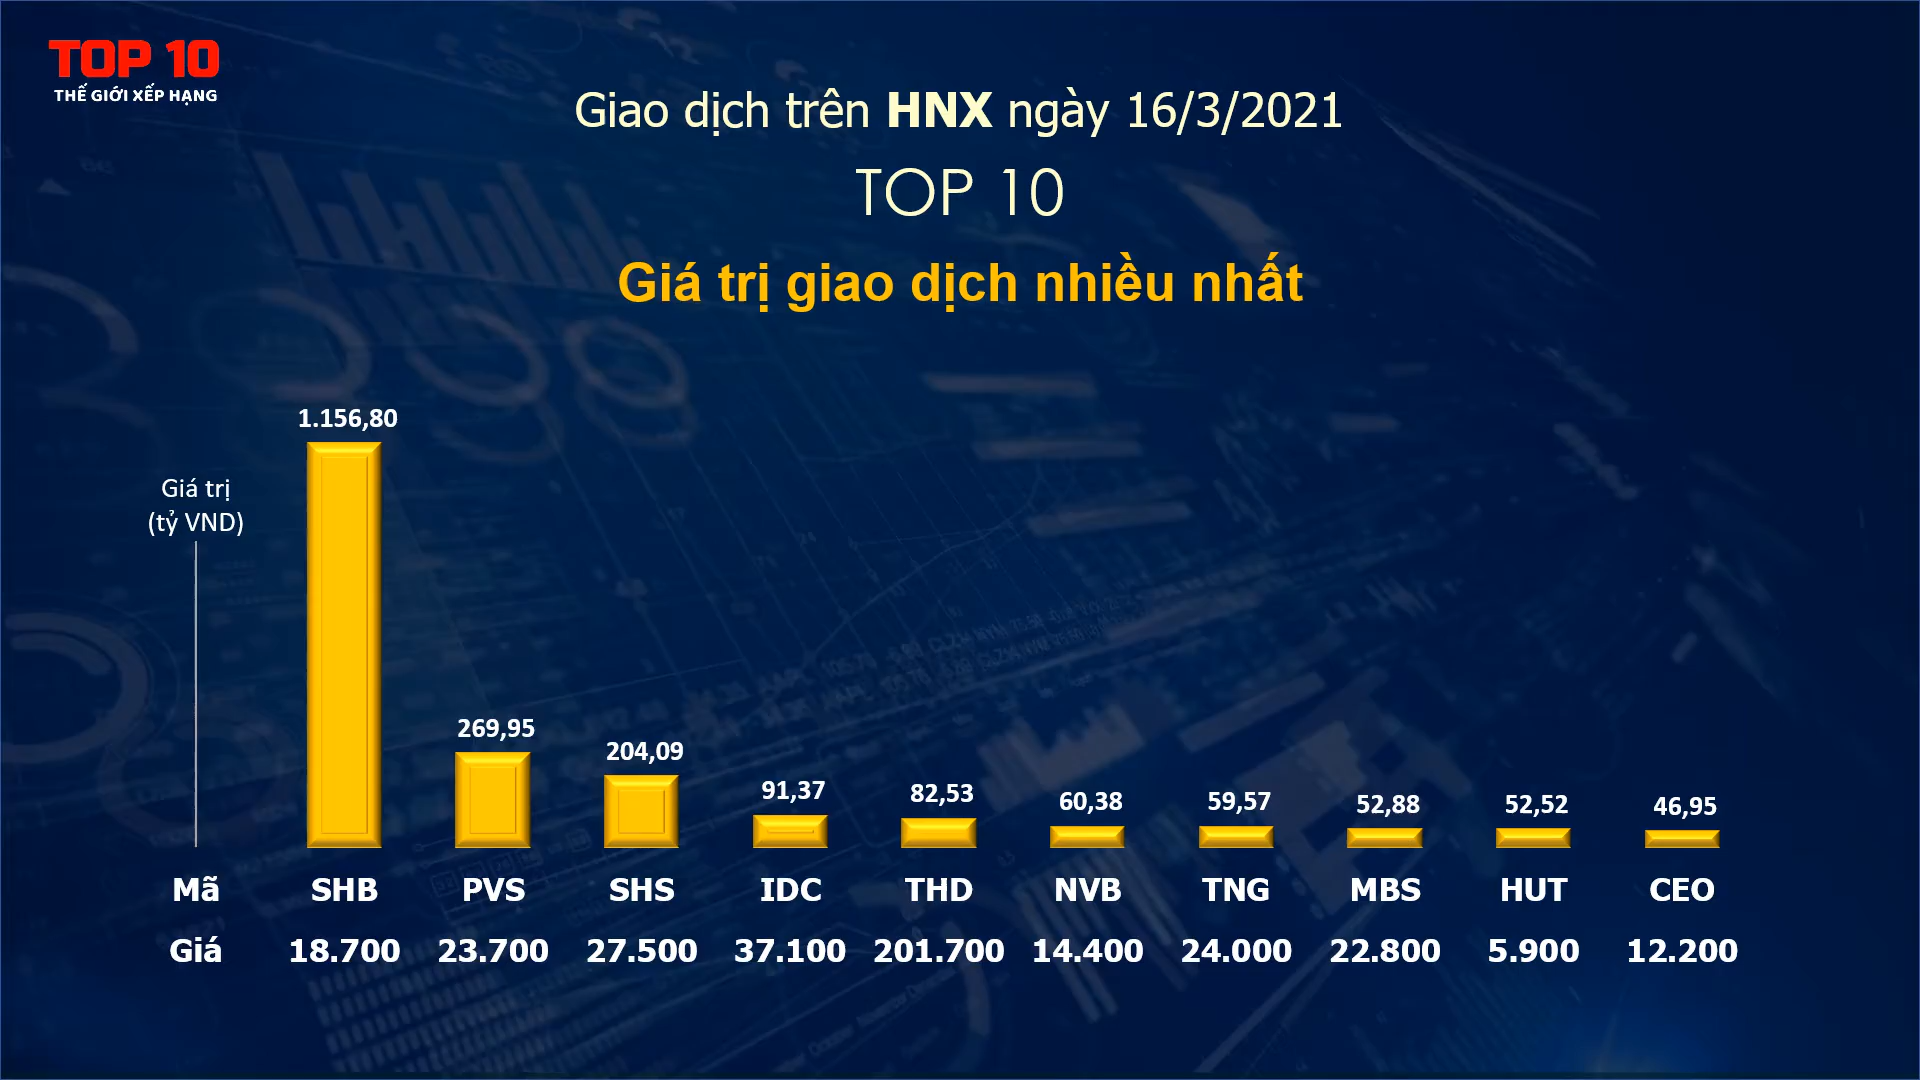 TOP 10
THẾ GIỚI XẾP HẠNG
Giao dịch trên HNX ngày 16/3/2021
TOP 10
Giá trị giao dịch nhiều nhất
Giá trị
(tỷ VND)
1.156,80
269,95
204,09
91,37
82,53
60,38
59,57
52,88
52,52
46,95
Mã SHB PVS SHS IDC THD NVB TNG MBS HUT CEO
Giá 18.700 23.700 27.500 37.100 201.700 14.400 24.000 22.800 5.900 12.200